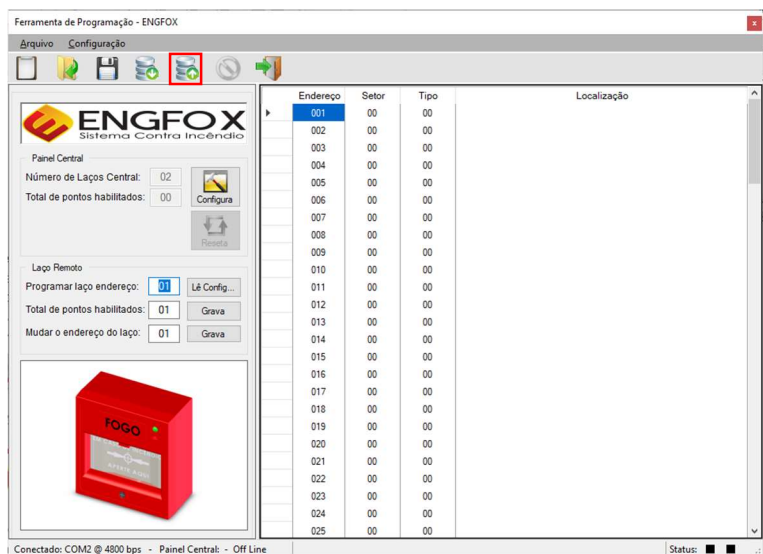 Ferramenta de Programação - ENGFOX
x
Arquivo Configuração
ENGFOX
Sistema Contra Incêndio
Painel Central
Número de Laços Central: 02
Total de pontos habilitados: 00
Configura
Reseta
Laço Remoto
Programar laço endereço: 01 Lê Config...
Total de pontos habilitados: 01 Grava
Mudar o endereço do laço: 01 Grava
FOGO
Endereço Setor Tipo Localização
001 00 00
002 00 00
003 00 00
004 00 00
005 00 00
006 00 00
007 00 00
008 00 00
009 00 00
010 00 00
011 00 00
012 00 00
013 00 00
014 00 00
015 00 00
016 00 00
017 00 00
018 00 00
019 00 00
020 00 00
021 00 00
022 00 00
023 00 00
024 00 00
025 00 00
Conectado: COM2 @ 4800 bps - Painel Central: - Off Line
Status: